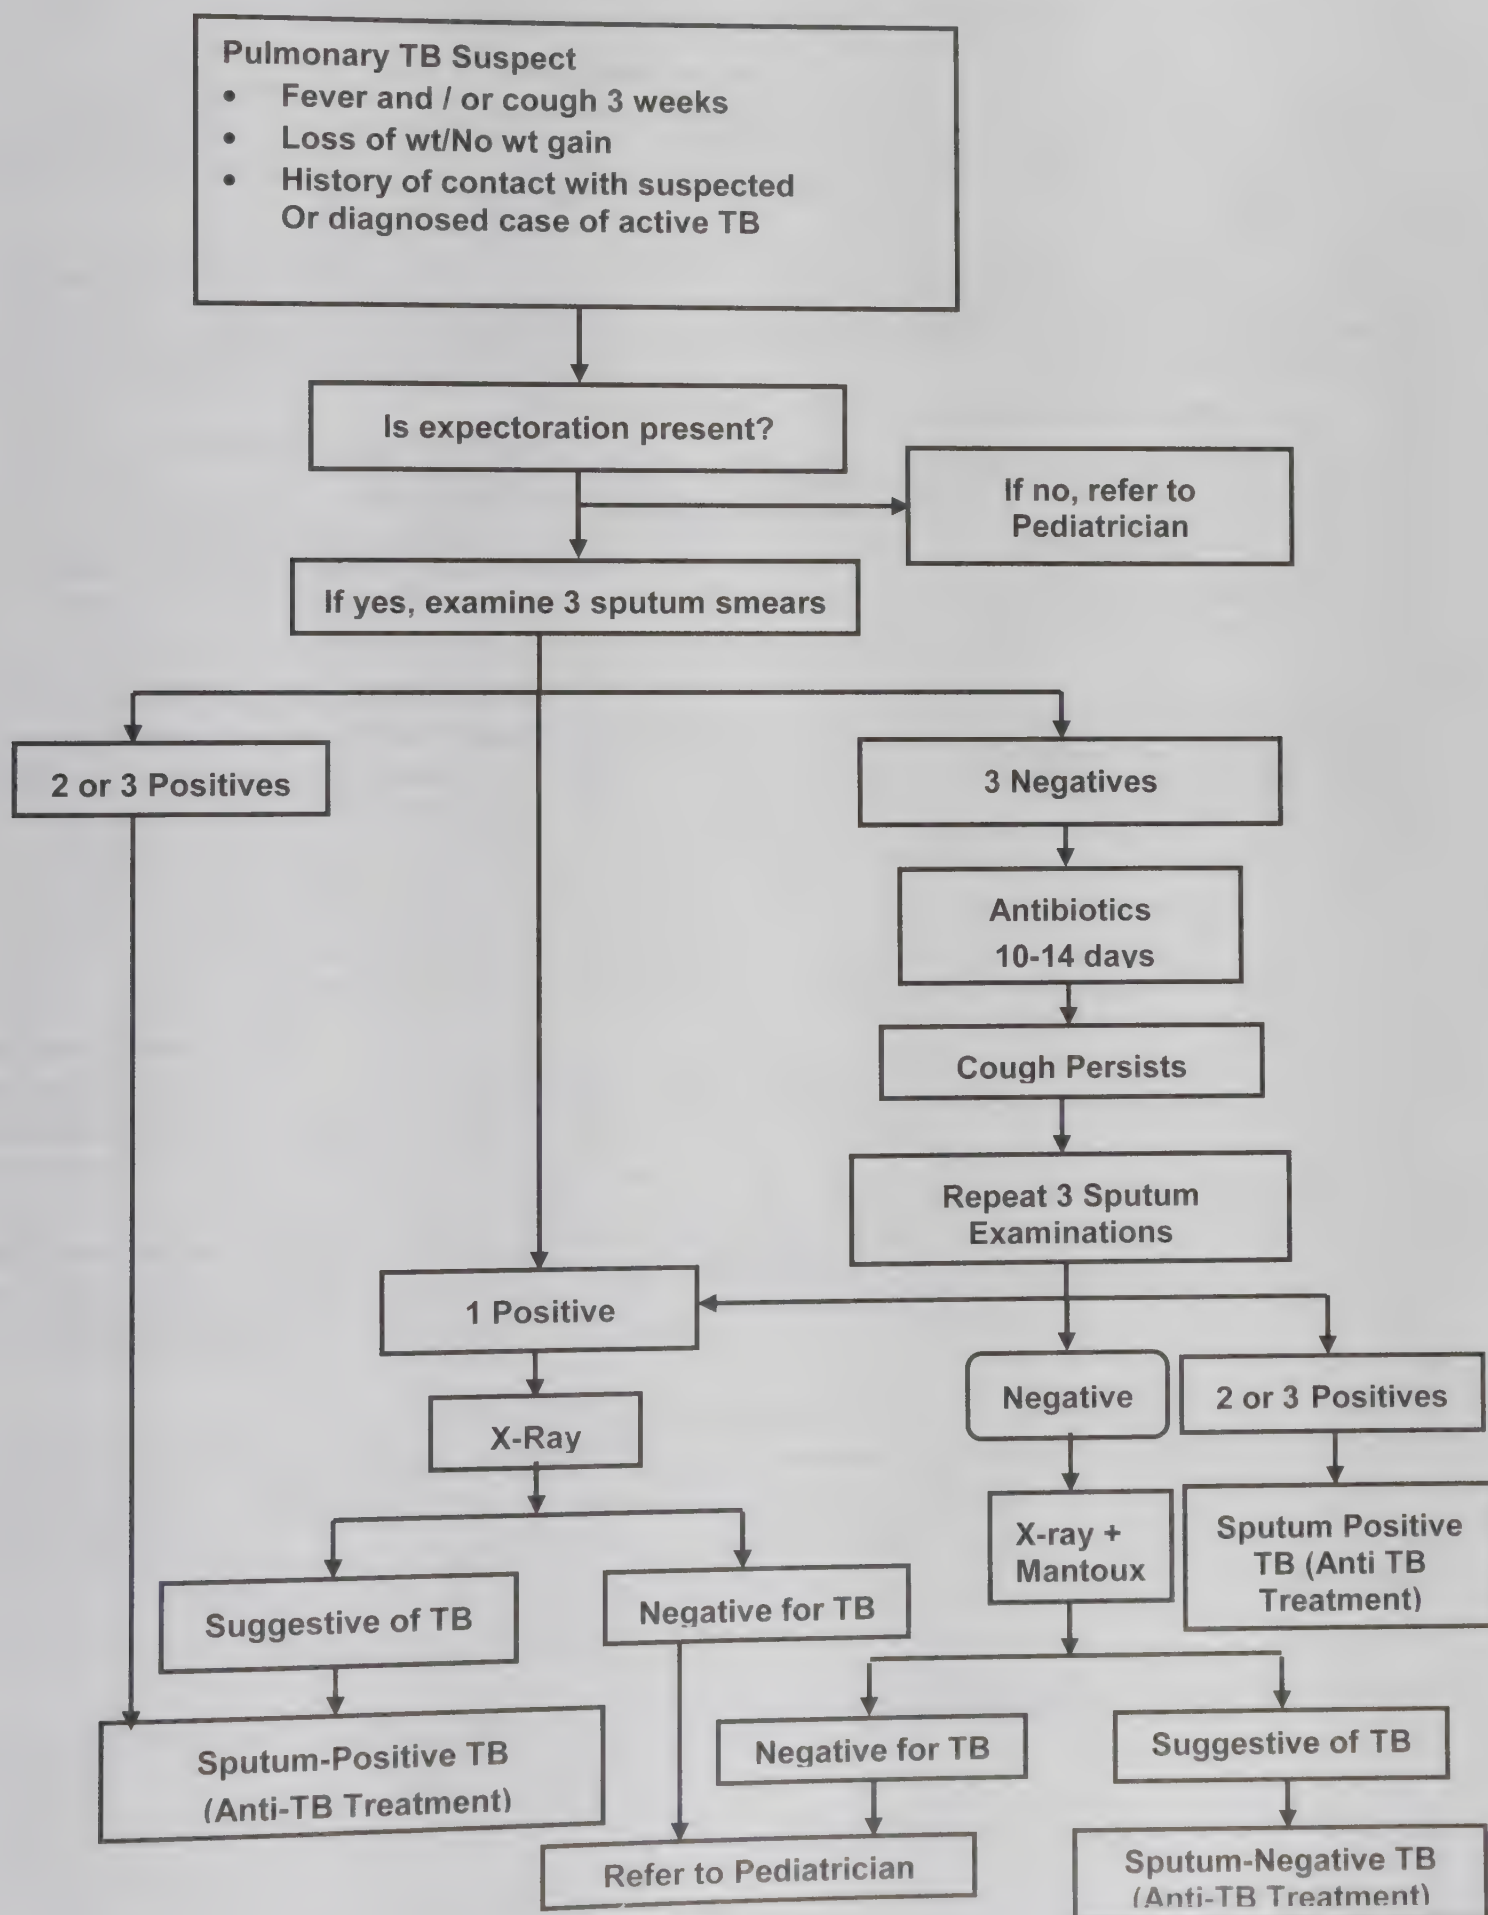 Pulmonary TB Suspect
• Fever and / or cough 3 weeks
• Loss of wt/No wt gain
• History of contact with suspected
Or diagnosed case of active TB
Is expectoration present?
If no, refer to
Pediatrician
If yes, examine 3 sputum smears
2 or 3 Positives
3 Negatives
Antibiotics
10-14 days
Cough Persists
Repeat 3 Sputum
Examinations
1 Positive
Negative
2 or 3 Positives
X-Ray
X-ray +
Mantoux
Sputum Positive
TB (Anti TB
Treatment)
Suggestive of TB
Negative for TB
Negative for TB
Suggestive of TB
Sputum-Positive TB
(Anti-TB Treatment)
Refer to Pediatrician
Sputum-Negative TB
(Anti-TB Treatment)